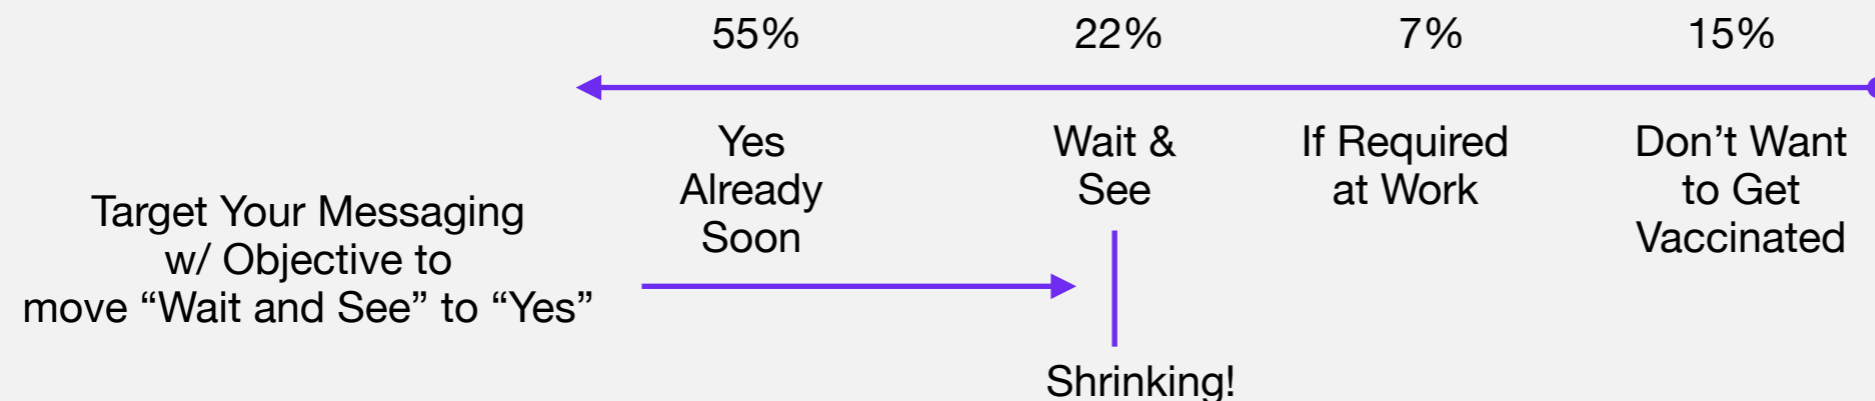 55% 22% 7% 15%
Yes
Already
Soon
Wait &
See
If Required
at Work
Don’t Want
to Get
Vaccinated
Target Your Messaging
w/ Objective to
move “Wait and See” to “Yes”
Shrinking!